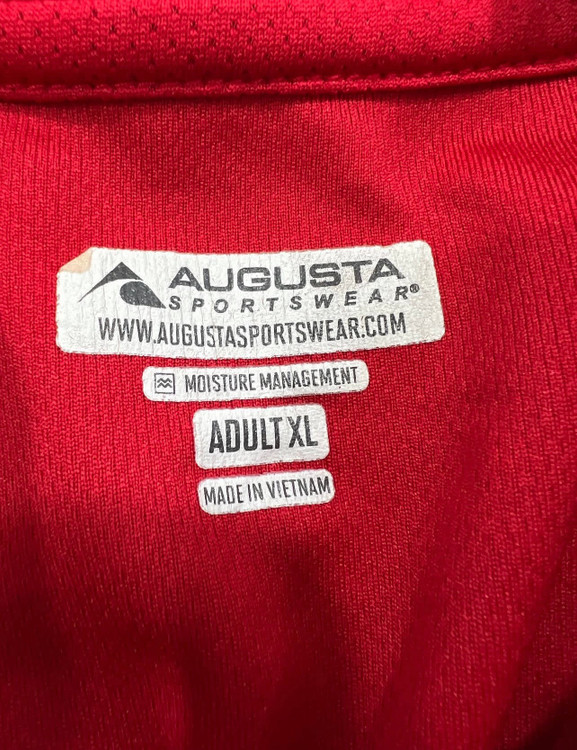 AUGUSTA
SPORTSWEAR®
WWW.AUGUSTASPORTSWEAR.COM
MOISTURE MANAGEMENT
ADULT XL
MADE IN VIETNAM